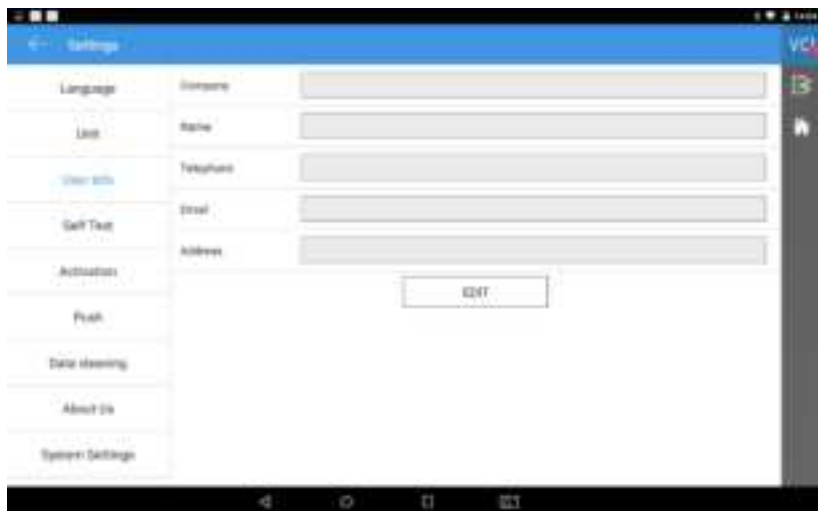 Settings
VCI
Language
Unit
User Info
Self Test
Activation
Push
Data cleaning
About Us
System Settings
Company
Name
Telephone
Email
Address
EDIT